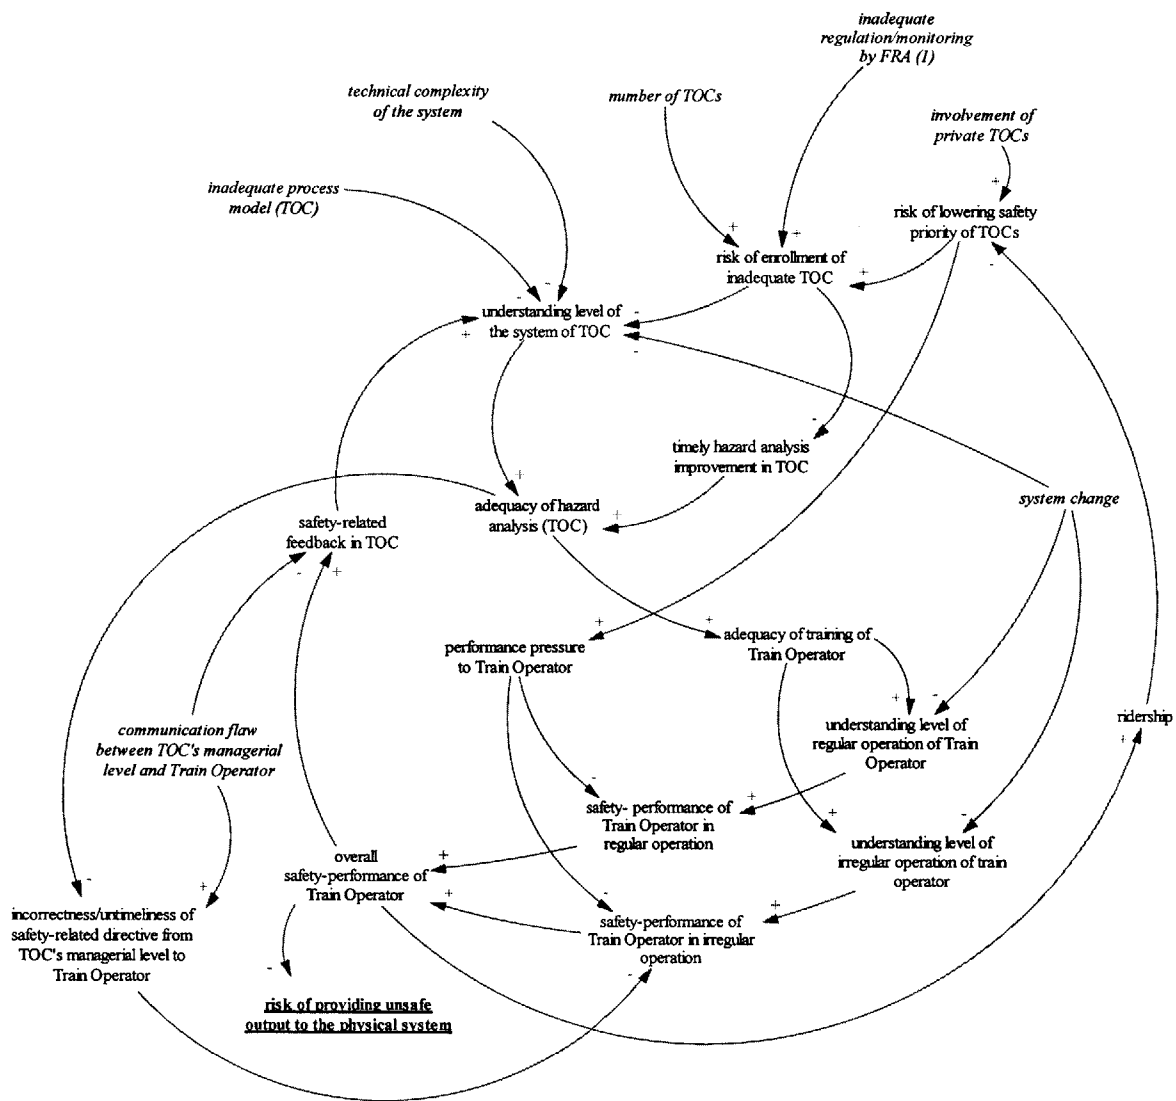 inadequate
regulation/monitoring
by FRA (1)
technical complexity
of the system
number of TOCs
involvement of
private TOCs
inadequate process
model (TOC)
+
risk of lowering safety
priority of TOCs
+
+
risk of enrollment of
inadequate TOC
-
+
-
-
understanding level of
the system of TOC
-
+
-
-
timely hazard analysis
improvement in TOC
system change
+
adequacy of hazard
analysis (TOC)
+
safety-related
feedback in TOC
-
+
+
+
adequacy of training of
Train Operator
performance pressure
to Train Operator
+
-
understanding level of
regular operation of Train
Operator
ridership
+
communication flaw
between TOC's managerial
level and Train Operator
-
+
safety- performance of
Train Operator in
regular operation
+
-
understanding level of
irregular operation of train
operator
overall
safety-performance of
Train Operator
+
+
-
+
-
+
incorrectness/untimeliness of
safety-related directive from
TOC's managerial level to
Train Operator
safety-performance of
Train Operator in irregular
operation
-
-
risk of providing unsafe
output to the physical system